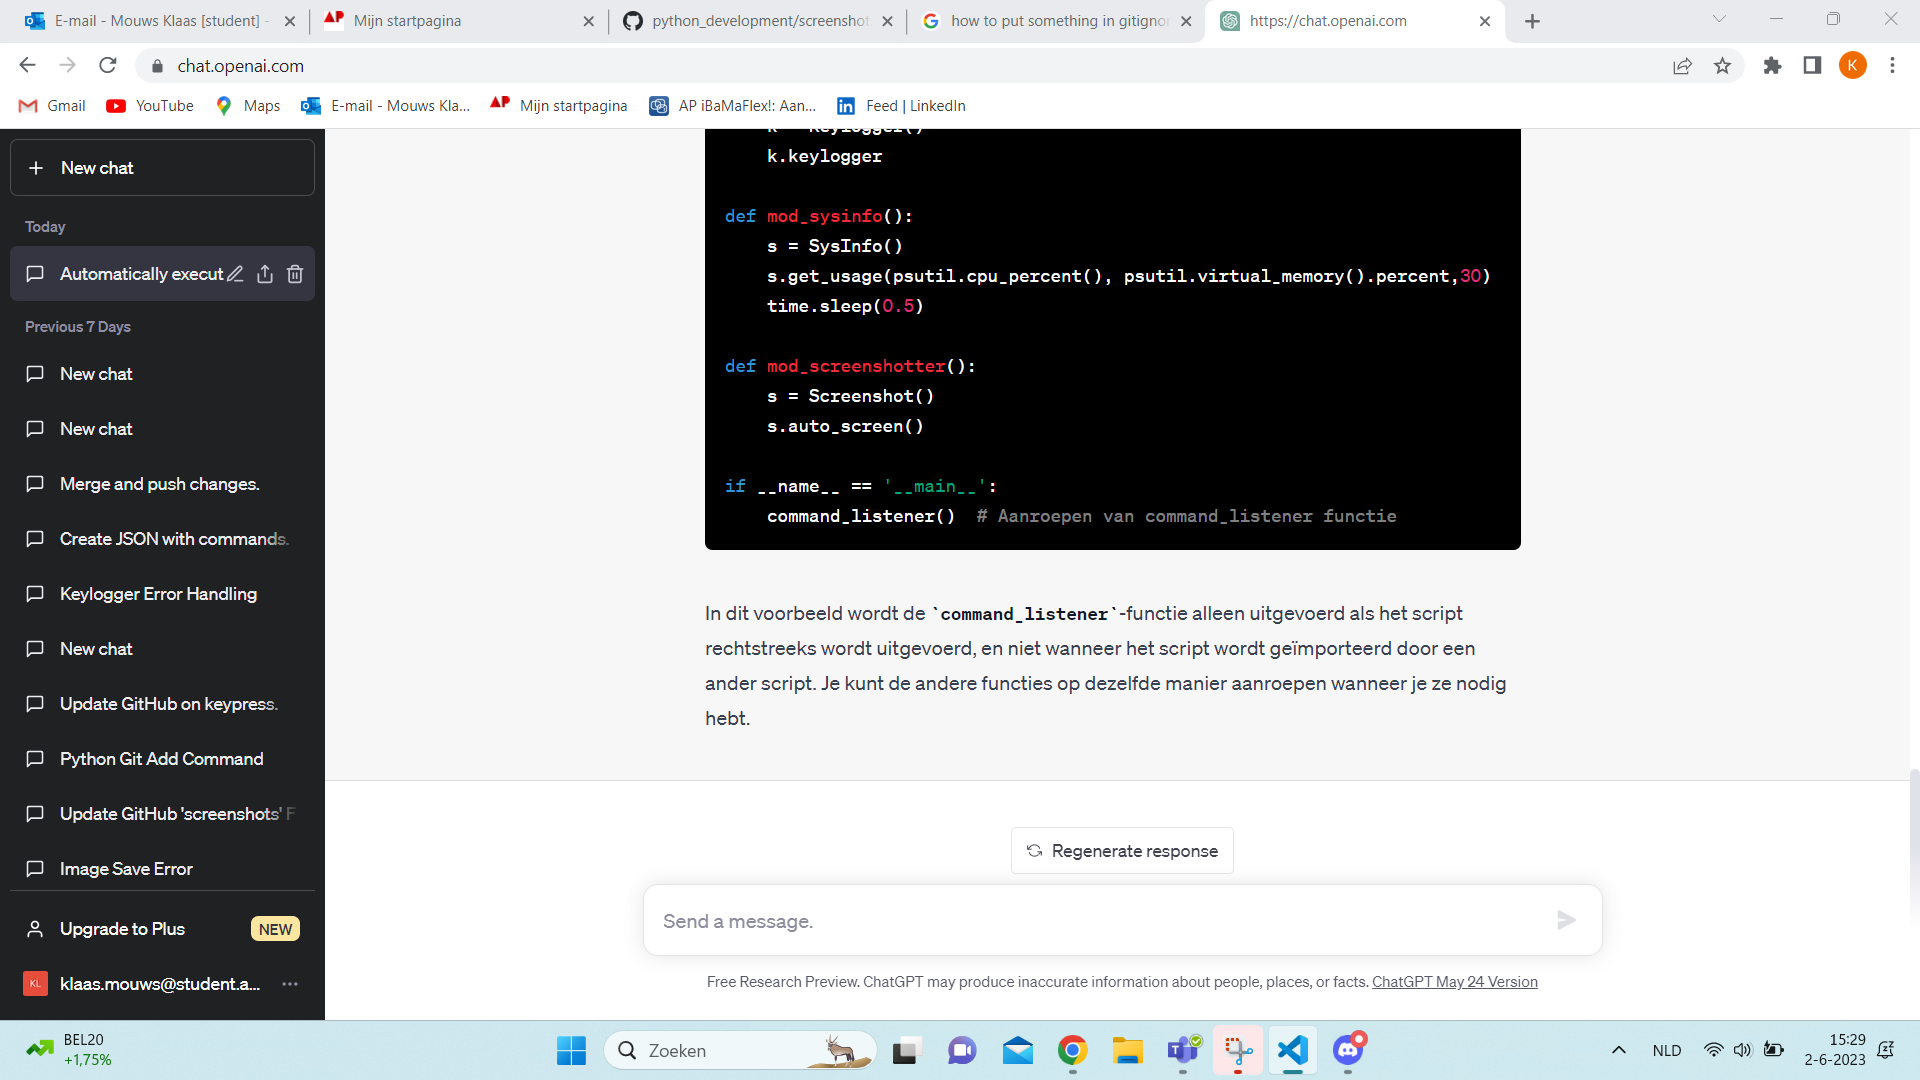 E-mail - Mouws Klaas [student] -
Mijn startpagina
python_development/screenshot
how to put something in gitignor
https://chat.openai.com
chat.openai.com
K
Gmail
YouTube
Maps
E-mail - Mouws Kla...
Mijn startpagina
AP iBaMaFlex!: Aan...
Feed | LinkedIn
New chat
Today
Automatically execut
Previous 7 Days
New chat
New chat
Merge and push changes.
Create JSON with commands.
Keylogger Error Handling
New chat
Update GitHub on keypress.
Python Git Add Command
Update GitHub 'screenshots' F
Image Save Error
Upgrade to Plus
NEW
KL
klaas.mouws@student.a...
k = Keylogger()
k.keylogger
def mod_sysinfo():
s = SysInfo()
s.get_usage(psutil.cpu_percent(), psutil.virtual_memory().percent,30)
time.sleep(0.5)
def mod_screenshotter():
s = Screenshot()
s.auto_screen()
if __name__ == '__main__':
command_listener()  # Aanroepen van command_listener functie
In dit voorbeeld wordt de `command_listener`-functie alleen uitgevoerd als het script
rechtstreeks wordt uitgevoerd, en niet wanneer het script wordt geïmporteerd door een
ander script. Je kunt de andere functies op dezelfde manier aanroepen wanneer je ze nodig
hebt.
Regenerate response
Send a message.
Free Research Preview. ChatGPT may produce inaccurate information about people, places, or facts. ChatGPT May 24 Version
BEL20
+1,75%
Zoeken
NLD
15:29
2-6-2023